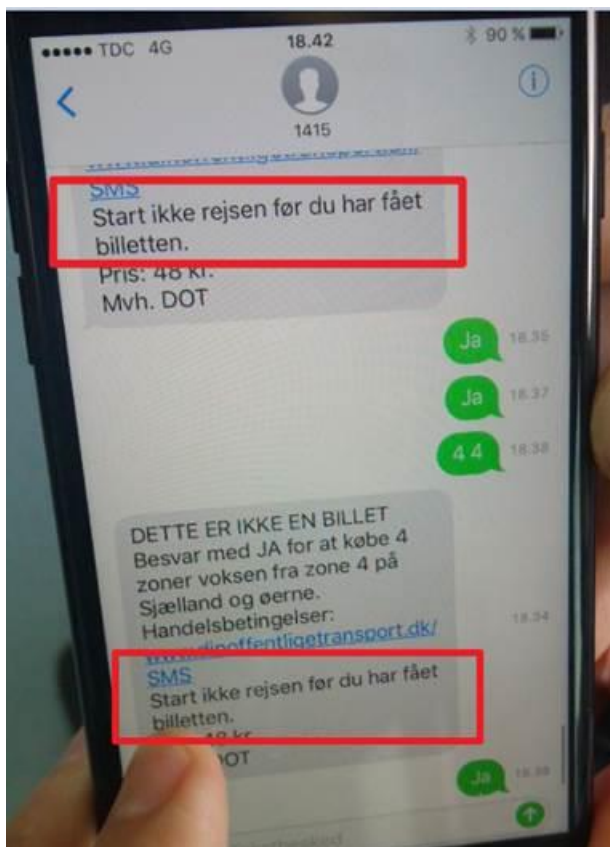 TDC 4G 18.42 90 %
1415
SMS
Start ikke rejsen før du har fået
billetten.
Pris: 48 kr.
Mvh. DOT
Ja 18.35
Ja 18.37
4 4 18.38
DETTE ER IKKE EN BILLET
Besvar med JA for at købe 4
zoner voksen fra zone 4 på
Sjælland og øerne.
Handelsbetingelser:
www.dinoffentligetransport.dk/
SMS
18.34
Start ikke rejsen før du har fået
billetten.
48 kr.
DOT
Ja